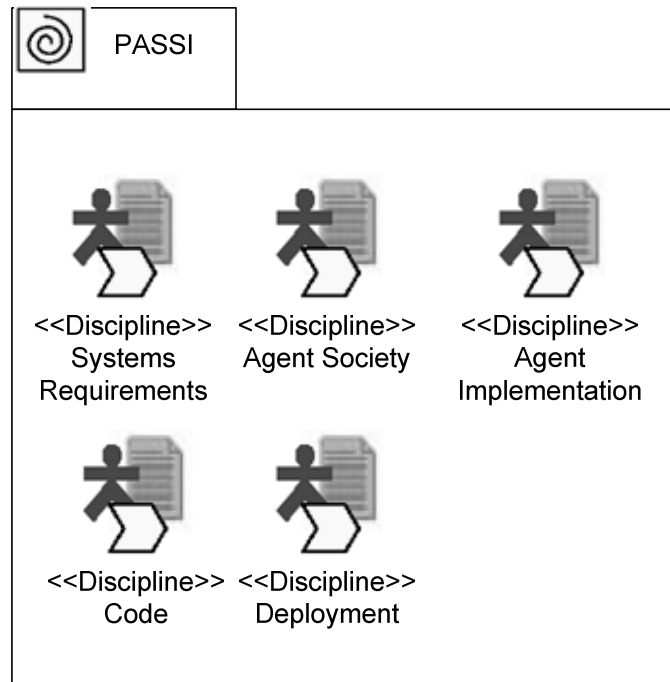 PASSI
<<Discipline>>
Systems
Requirements
<<Discipline>>
Agent Society
<<Discipline>>
Agent
Implementation
<<Discipline>>
Code
<<Discipline>>
Deployment